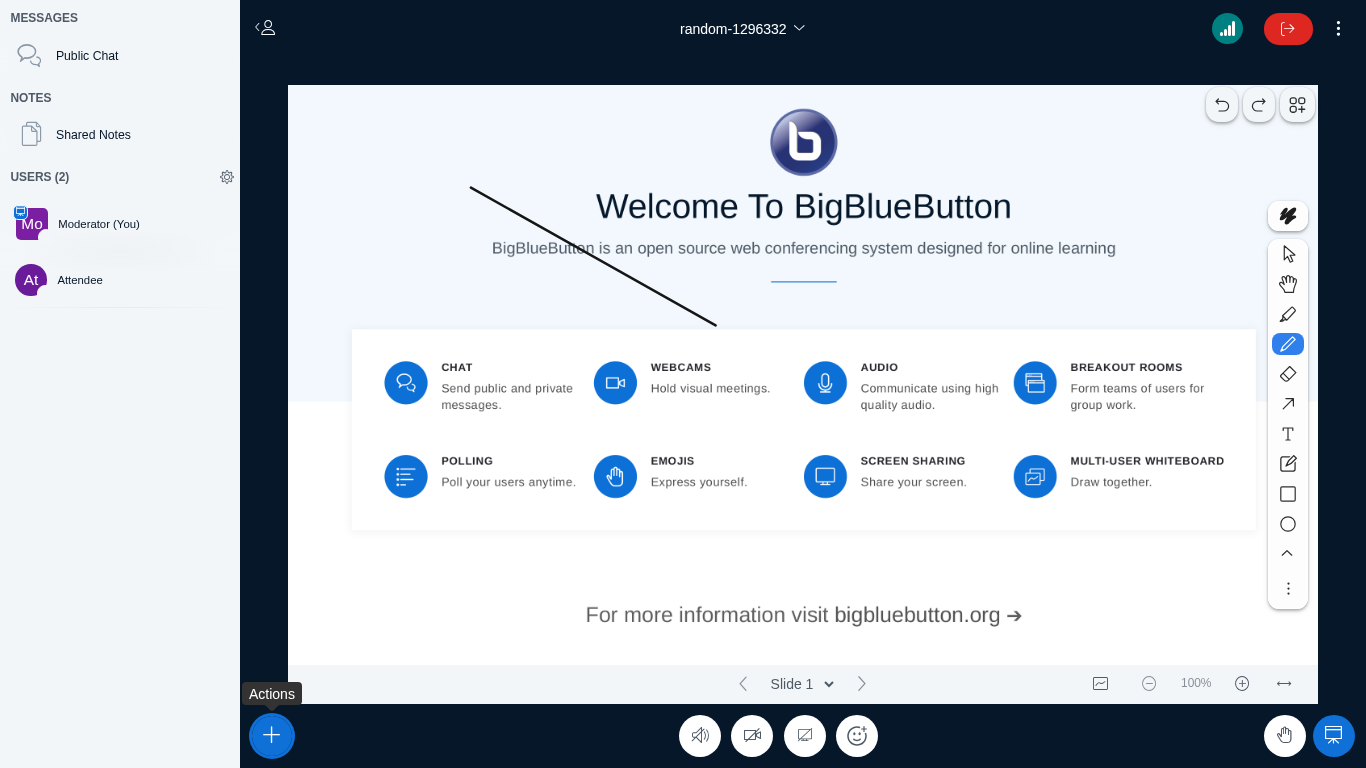 MESSAGES
Public Chat
NOTES
Shared Notes
USERS (2)
Mo
Moderator (You)
At
Attendee
random-1296332
Welcome To BigBlueButton
BigBlueButton is an open source web conferencing system designed for online learning
CHAT
Send public and private
messages.
WEBCAMS
Hold visual meetings.
AUDIO
Communicate using high
quality audio.
BREAKOUT ROOMS
Form teams of users for
group work.
POLLING
Poll your users anytime.
EMOJIS
Express yourself.
SCREEN SHARING
Share your screen.
MULTI-USER WHITEBOARD
Draw together.
For more information visit bigbluebutton.org ➔
Slide 1
100%
Actions